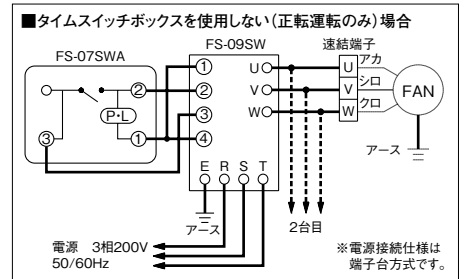 ■タイムスイッチボックスを使用しない(正転運転のみ)場合
FS-07SWA
FS-09SW
速結端子
① U U アカ
② ② V V シロ FAN
P・L ③ W W クロ
③ ① ④
アース
E R S T
アース
2台目
電源 3相200V
50/60Hz
※電源接続仕様は
端子台方式です。